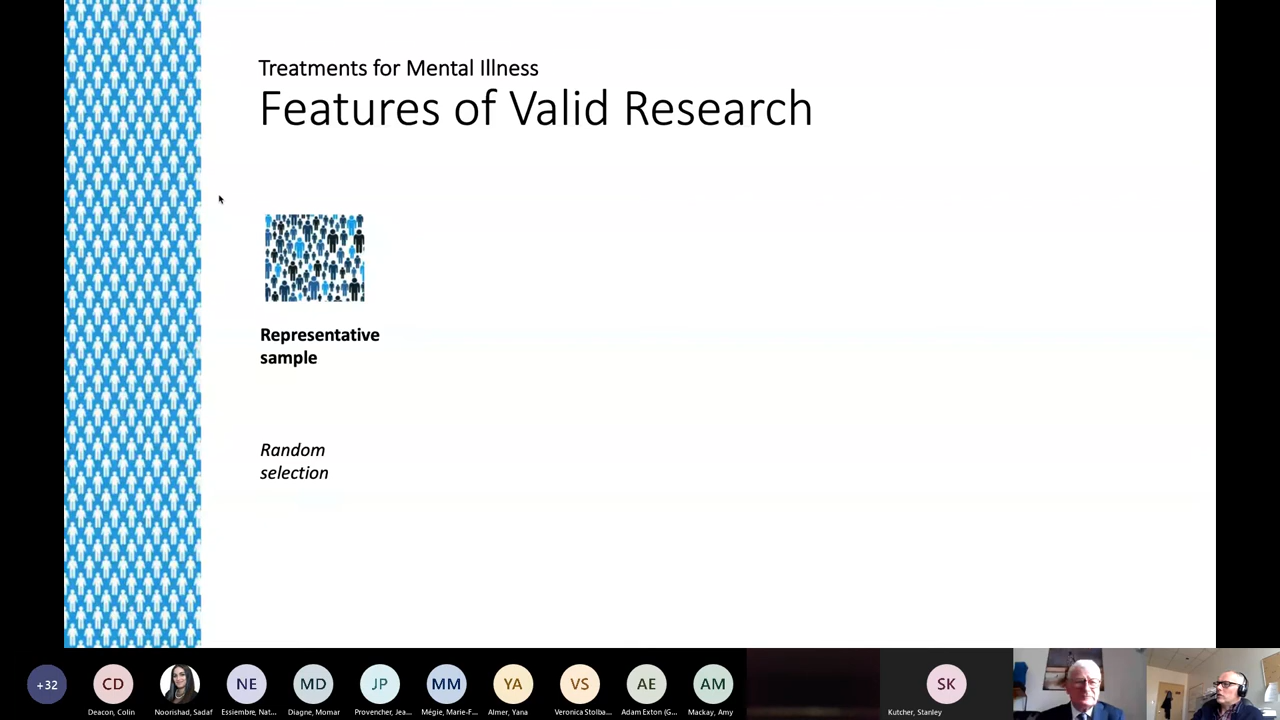 Treatments for Mental Illness
Features of Valid Research
Representative
sample
Random
selection
+32
CD
NE
MD
JP
MM
YA
VS
AE
AM
SK
Deacon, Colin
Noorishad, Sadaf
Essiembre, Nat...
Diagne, Momar
Provencher, Jea...
Mégie, Marie-F...
Almer, Yana
Veronica Stolba...
Adam Exton (G...
Mackay, Amy
Kutcher, Stanley